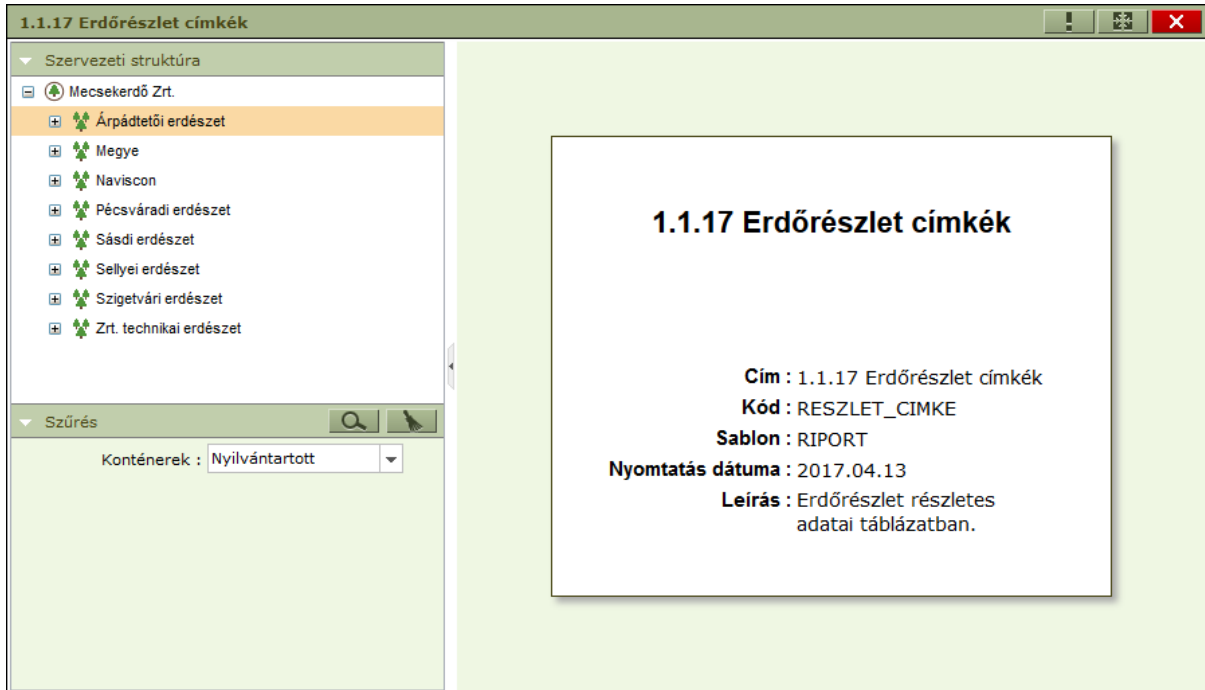 1.1.17 Erdőrészlet címkék
Szervezeti struktúra
Mecsekerdő Zrt.
Árpádtetõi erdészet
Megye
Naviscon
Pécsváradi erdészet
Sásdi erdészet
Sellyei erdészet
Szigetvári erdészet
Zrt. technikai erdészet
Szűrés
Konténerek : Nyilvántartott
1.1.17 Erdőrészlet címkék
Cím : 1.1.17 Erdőrészlet címkék
Kód : RESZLET_CIMKE
Sablon : RIPORT
Nyomtatás dátuma : 2017.04.13
Leírás : Erdőrészlet részletes
adatai táblázatban.